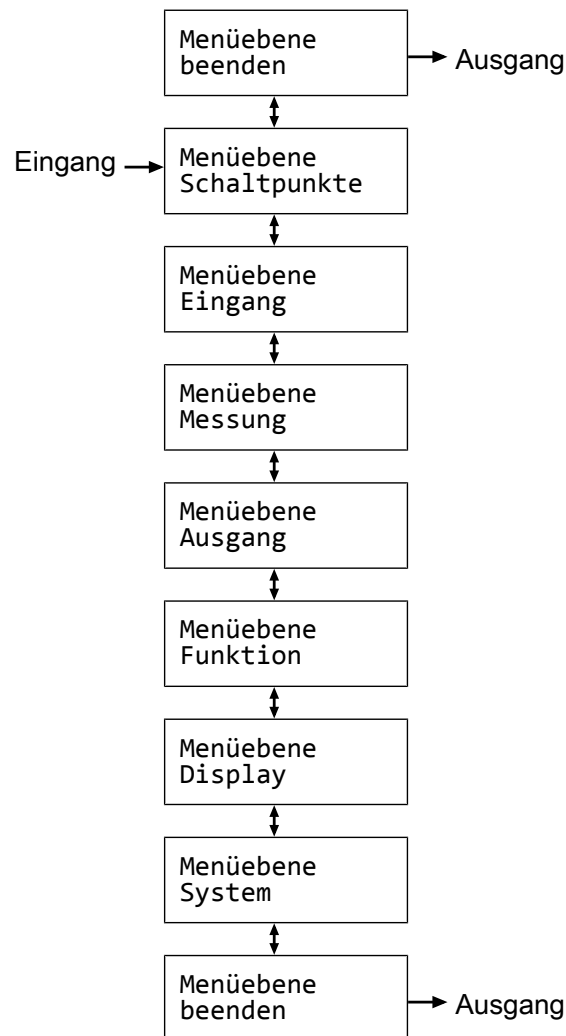 Menüebene
beenden
Ausgang
Eingang
Menüebene
Schaltpunkte
Menüebene
Eingang
Menüebene
Messung
Menüebene
Ausgang
Menüebene
Funktion
Menüebene
Display
Menüebene
System
Menüebene
beenden
Ausgang